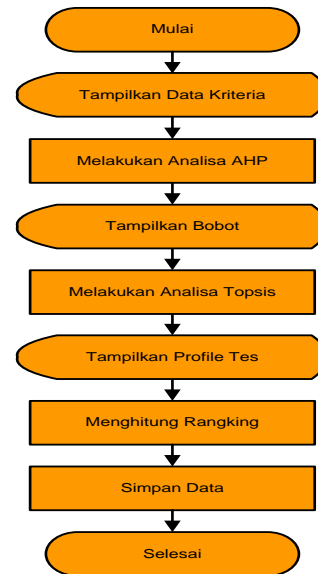 Mulai
Tampilkan Data Kriteria
Melakukan Analisa AHP
Tampilkan Bobot
Melakukan Analisa Topsis
Tampilkan Profile Tes
Menghitung Rangking
Simpan Data
Selesai